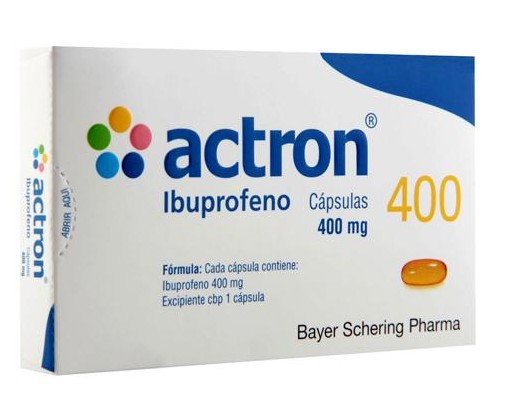 actron®
Ibuprofeno Cápsulas 400
400 mg
Fórmula: Cada cápsula contiene:
Ibuprofeno 400 mg
Excipiente cbp 1 cápsula
Bayer Schering Pharma
ABRIR AQUÍ
actron
Ibuprofeno
Cápsulas
400 mg